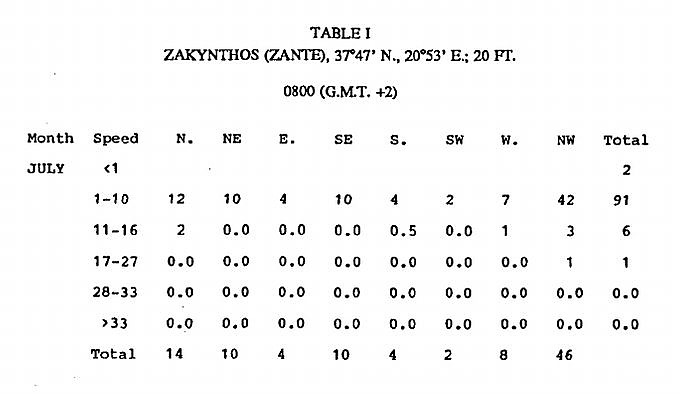 TABLE I
ZAKYNTHOS (ZANTE), 37°47' N., 20°53' E.; 20 FT.
0800 (G.M.T. +2)
Month Speed N. NE E. SE S. SW W. NW Total
JULY <1 2
1-10 12 10 4 10 4 2 7 42 91
11-16 2 0.0 0.0 0.0 0.5 0.0 1 3 6
17-27 0.0 0.0 0.0 0.0 0.0 0.0 0.0 1 1
28-33 0.0 0.0 0.0 0.0 0.0 0.0 0.0 0.0 0.0
>33 0.0 0.0 0.0 0.0 0.0 0.0 0.0 0.0 0.0
Total 14 10 4 10 4 2 8 46